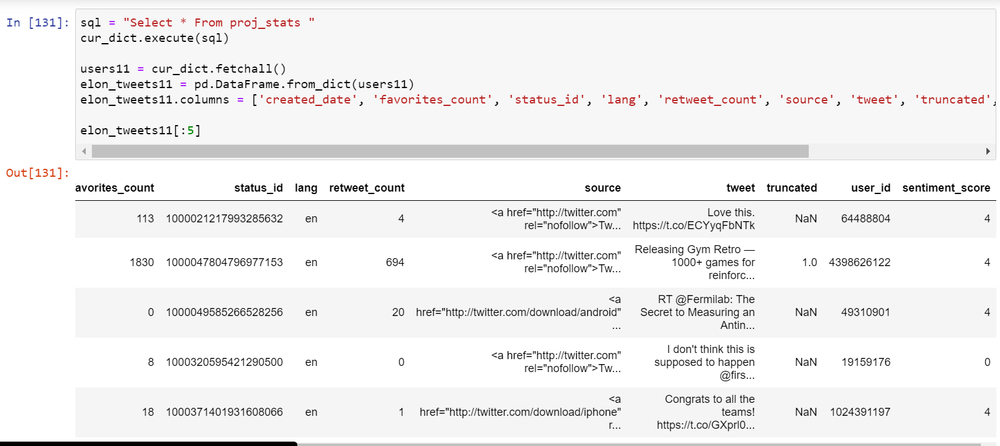 In [131]:
sql = "Select * From proj_stats "
cur_dict.execute(sql)
users11 = cur_dict.fetchall()
elon_tweets11 = pd.DataFrame.from_dict(users11)
elon_tweets11.columns = ['created_date', 'favorites_count', 'status_id', 'lang', 'retweet_count', 'source', 'tweet', 'truncated',
elon_tweets11[:5]
Out[131]:
avorites_count status_id lang retweet_count source tweet truncated user_id sentiment_score
113 1000021217993285632 en 4 <a href="http://twitter.com" rel="nofollow">Tw... Love this. https://t.co/ECYyqFbNTk NaN 64488804 4
1830 1000047804796977153 en 694 <a href="http://twitter.com" rel="nofollow">Tw... Releasing Gym Retro — 1000+ games for reinforc... 1.0 4398626122 4
0 1000049585266528256 en 20 <a href="http://twitter.com/download/android" ... RT @Fermilab: The Secret to Measuring an Antin... NaN 49310901 4
8 1000320595421290500 en 0 <a href="http://twitter.com" rel="nofollow">Tw... I don't think this is supposed to happen @firs... NaN 19159176 0
18 1000371401931608066 en 1 <a href="http://twitter.com/download/iphone" r... Congrats to all the teams! https://t.co/GXprl0... NaN 1024391197 4